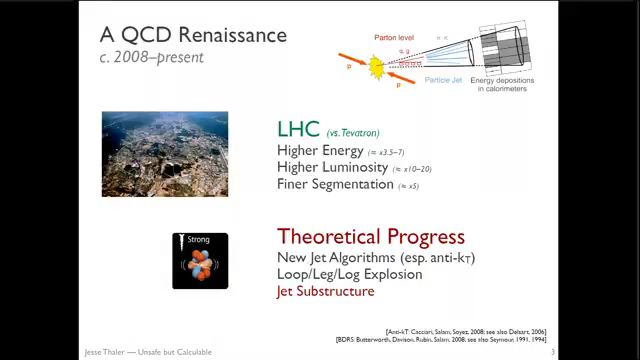 A QCD Renaissance
c. 2008–present
Parton level
π K
q, g
p
p
Particle Jet
Energy depositions
in calorimeters
LHC (vs. Tevatron)
Higher Energy (≈ x3.5–7)
Higher Luminosity (≈ x10–20)
Finer Segmentation (≈ x5)
Strong
Theoretical Progress
New Jet Algorithms (esp. anti-kT)
Loop/Leg/Log Explosion
Jet Substructure
[Anti-kT: Cacciari, Salam, Soyez, 2008; see also Delsart, 2006]
[BDRS: Butterworth, Davison, Rubin, Salam, 2008; see also Seymour, 1991, 1994]
Jesse Thaler — Unsafe but Calculable
3